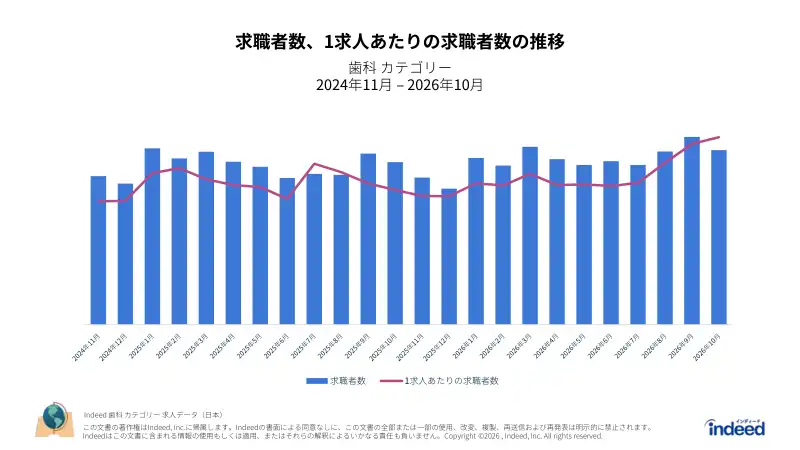 求職者数、1求人あたりの求職者数の推移
歯科 カテゴリー
2024年11月 – 2026年10月
2024年11月
2024年12月
2025年1月
2025年2月
2025年3月
2025年4月
2025年5月
2025年6月
2025年7月
2025年8月
2025年9月
2025年10月
2025年11月
2025年12月
2026年1月
2026年2月
2026年3月
2026年4月
2026年5月
2026年6月
2026年7月
2026年8月
2026年9月
2026年10月
求職者数
1求人あたりの求職者数
Indeed 歯科 カテゴリー 求人データ（日本）
この文書の著作権はIndeed, Inc.に帰属します。Indeedの書面による同意なしに、この文書の全部または一部の使用、改変、複製、再送信および再発表は明示的に禁止されます。
Indeedはこの文書に含まれる情報の使用もしくは適用、またはそれらの解釈によるいかなる責任も負いません。Copyright ©2026 , Indeed, Inc. All rights reserved.
インディード
indeed